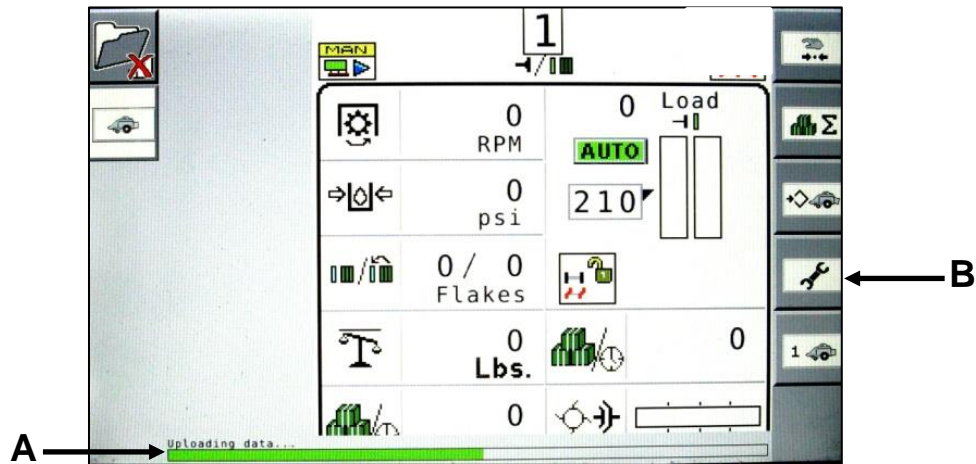 1
MAN
0
RPM
0
Load
AUTO
0
psi
210
0 / 0
Flakes
0
Lbs.
0
1
0
Uploading data...
A
B